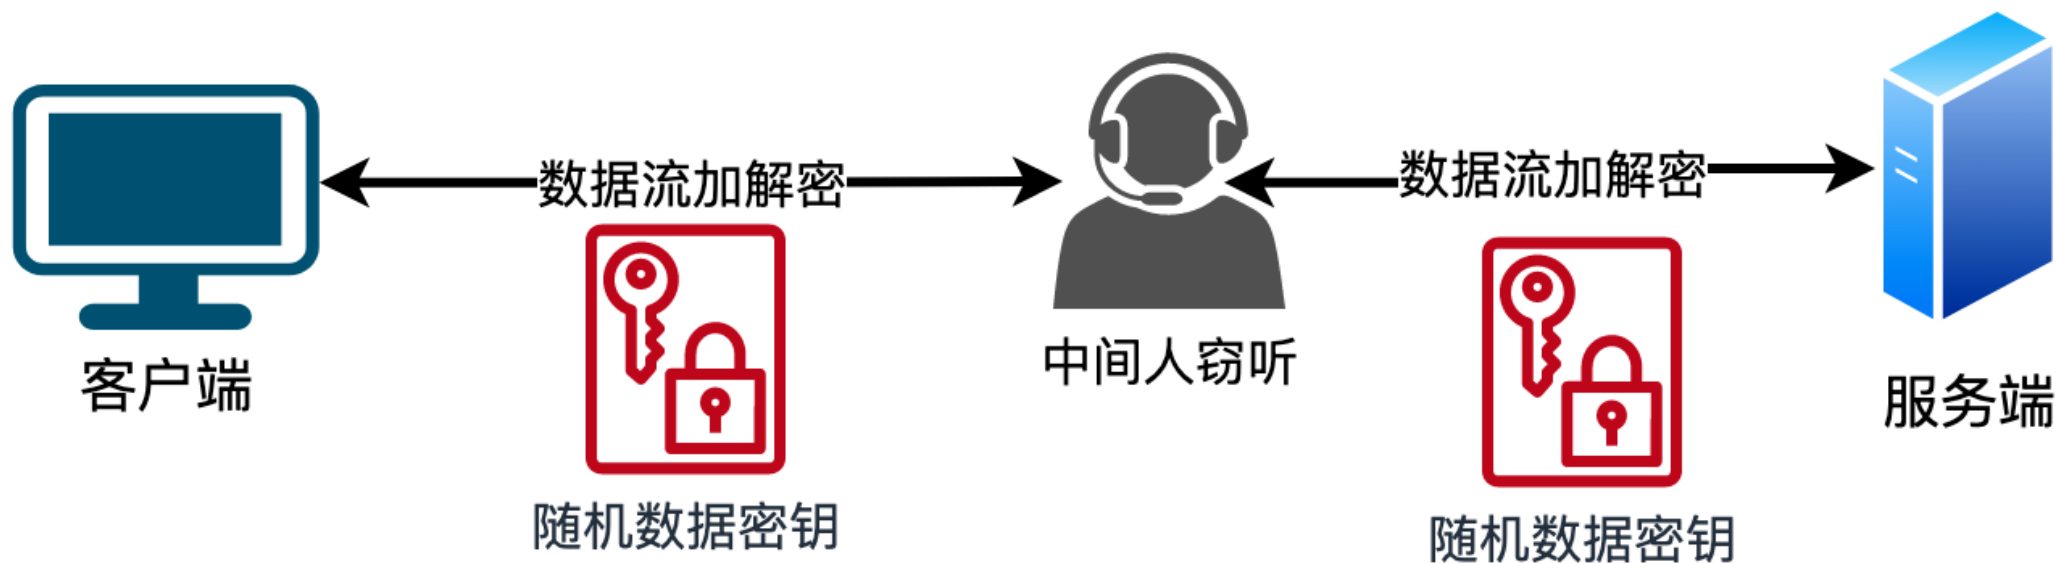 数据流加解密
数据流加解密
中间人窃听
客户端
服务端
随机数据密钥
随机数据密钥